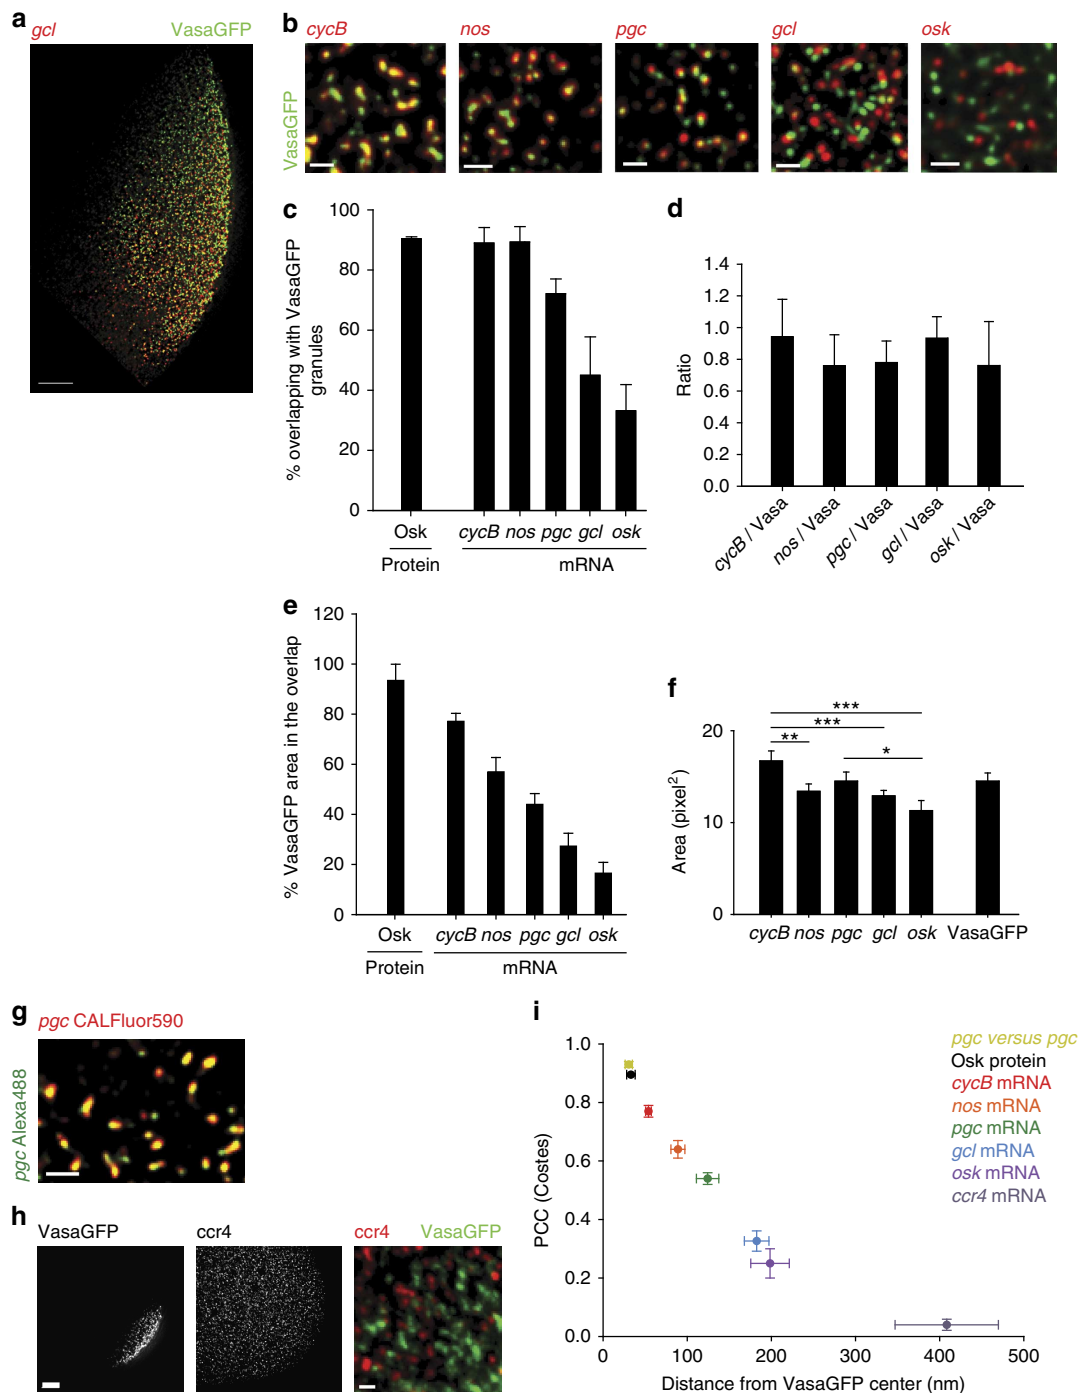 a
gcl VasaGFP
b
cycB nos pgc gcl osk
VasaGFP
c
% overlapping with VasaGFP
granules
100
80
60
40
20
0
Osk cycB nos pgc gcl osk
Protein mRNA
d
Ratio
1.4
1.2
1.0
0.8
0.6
0.4
0.2
0.0
cycB / Vasa
nos / Vasa
pgc / Vasa
gcl / Vasa
osk / Vasa
e
% VasaGFP area in the overlap
120
100
80
60
40
20
0
Osk cycB nos pgc gcl osk
Protein mRNA
f
Area (pixel²)
20
10
0
***
***
**
*
cycB nos pgc gcl osk VasaGFP
g
pgc CALFluor590
pgc Alexa488
h
VasaGFP ccr4 ccr4 VasaGFP
i
PCC (Costes)
1.0
0.8
0.6
0.4
0.2
0.0
0 100 200 300 400 500
Distance from VasaGFP center (nm)
pgc versus pgc
Osk protein
cycB mRNA
nos mRNA
pgc mRNA
gcl mRNA
osk mRNA
ccr4 mRNA